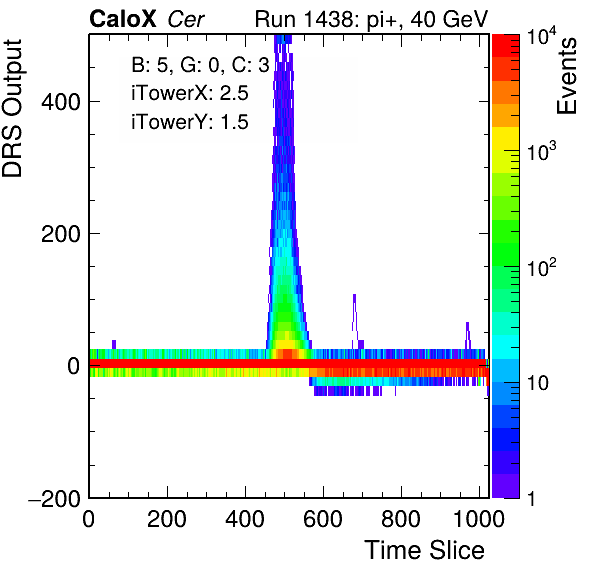 CaloX Cer Run 1438: pi+, 40 GeV
B: 5, G: 0, C: 3
iTowerX: 2.5
iTowerY: 1.5
DRS Output
400
200
0
−200
0 200 400 600 800 1000
Time Slice
Events
10^4
10^3
10^2
10
1